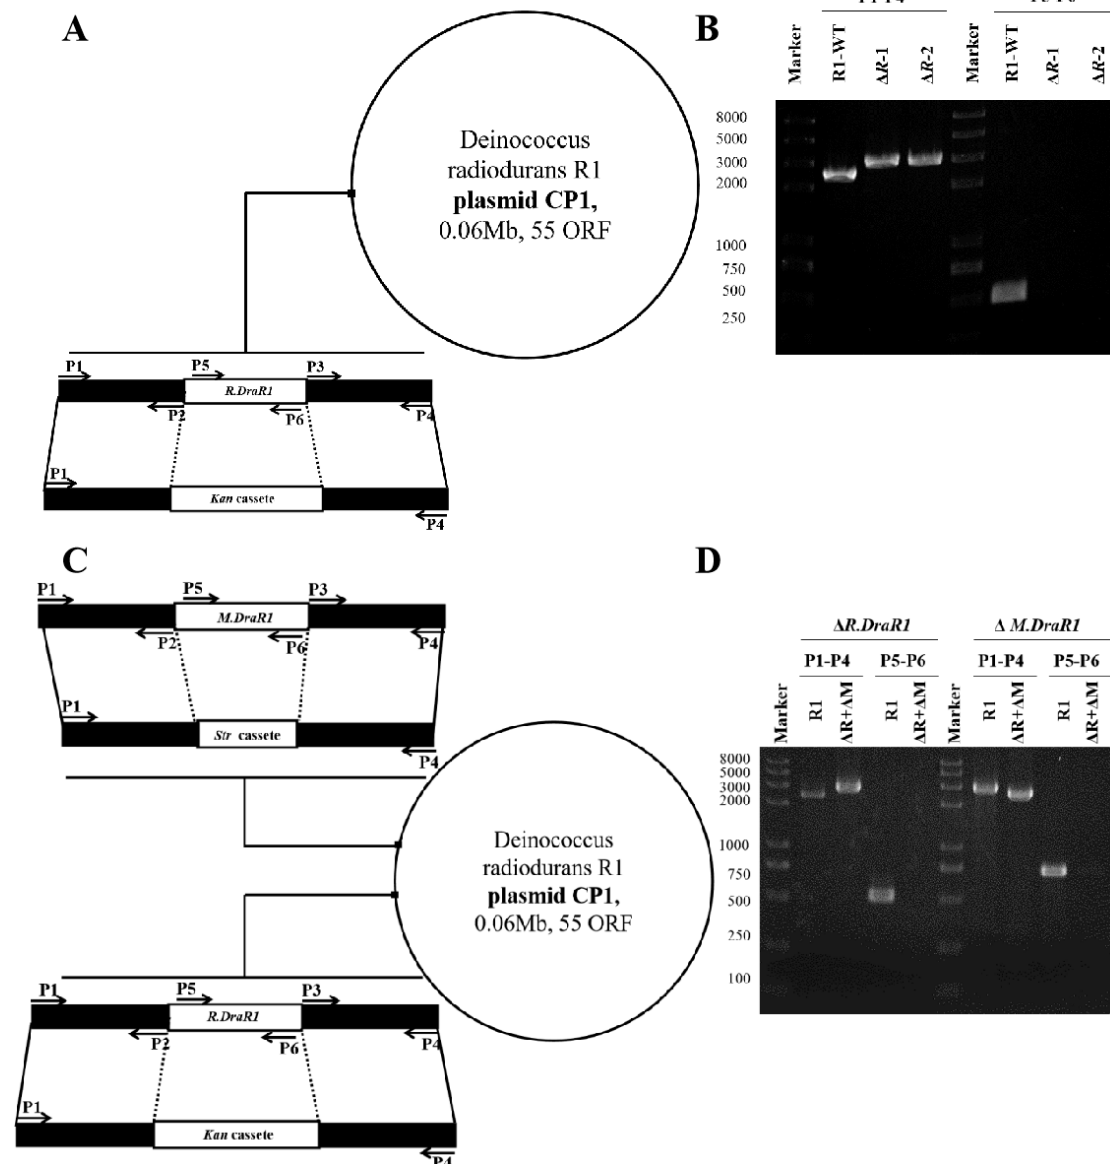 A
Deinococcus
radiodurans R1
plasmid CP1,
0.06Mb, 55 ORF
P1
P5
P3
R.DraR1
P2
P6
P4
P1
Kan cassete
P4
B
Marker
R1-WT
ΔR-1
ΔR-2
Marker
R1-WT
ΔR-1
ΔR-2
8000
5000
3000
2000
1000
750
500
250
C
P1
P5
P3
M.DraR1
P2
P6
P4
P1
Str cassete
P4
Deinococcus
radiodurans R1
plasmid CP1,
0.06Mb, 55 ORF
P1
P5
P3
R.DraR1
P2
P6
P4
P1
Kan cassete
P4
D
ΔR.DraR1
Δ M.DraR1
P1-P4
P5-P6
P1-P4
P5-P6
Marker
R1
ΔR+ΔM
R1
ΔR+ΔM
Marker
R1
ΔR+ΔM
R1
ΔR+ΔM
8000
5000
3000
2000
1000
750
500
250
100